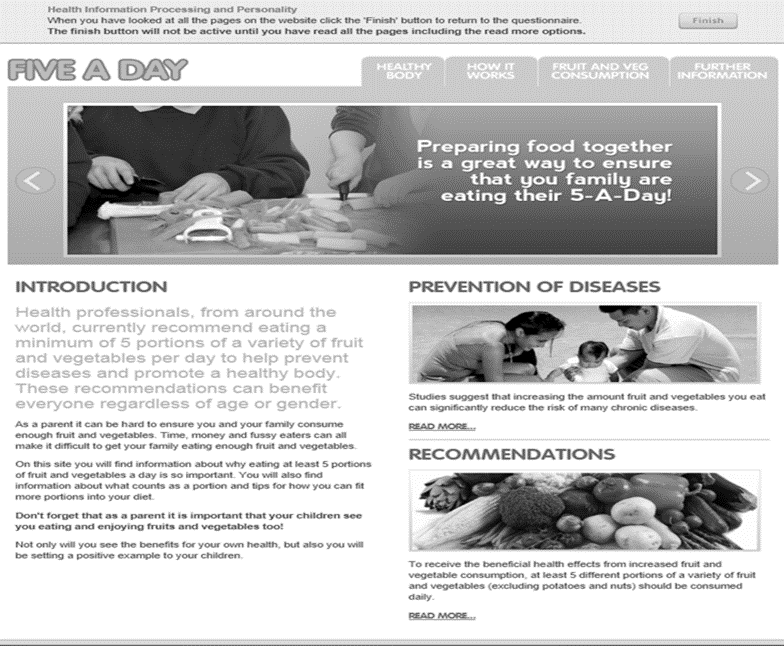 Health Information Processing and Personality
When you have looked at all the pages on the website click the 'Finish' button to return to the questionnaire.
The finish button will not be active until you have read all the pages including the read more options.
Finish
FIVE A DAY
HEALTHY
BODY
HOW IT
WORKS
FRUIT AND VEG
CONSUMPTION
FURTHER
INFORMATION
Preparing food together
is a great way to ensure
that you family are
eating their 5-A-Day!
INTRODUCTION
Health professionals, from around the
world, currently recommend eating a
minimum of 5 portions of a variety of fruit
and vegetables per day to help prevent
diseases and promote a healthy body.
These recommendations can benefit
everyone regardless of age or gender.
As a parent it can be hard to ensure you and your family consume
enough fruit and vegetables. Time, money and fussy eaters can all
make it difficult to get your family eating enough fruit and vegetables.
On this site you will find information about why eating at least 5 portions
of fruit and vegetables a day is so important. You will also find
information about what counts as a portion and tips for how you can fit
more portions into your diet.
Don't forget that as a parent it is important that your children see
you eating and enjoying fruits and vegetables too!
Not only will you see the benefits for your own health, but also you will
be setting a positive example to your children.
PREVENTION OF DISEASES
Studies suggest that increasing the amount fruit and vegetables you eat
can significantly reduce the risk of many chronic diseases.
READ MORE...
RECOMMENDATIONS
To receive the beneficial health effects from increased fruit and
vegetable consumption, at least 5 different portions of a variety of fruit
and vegetables (excluding potatoes and nuts) should be consumed
daily.
READ MORE...